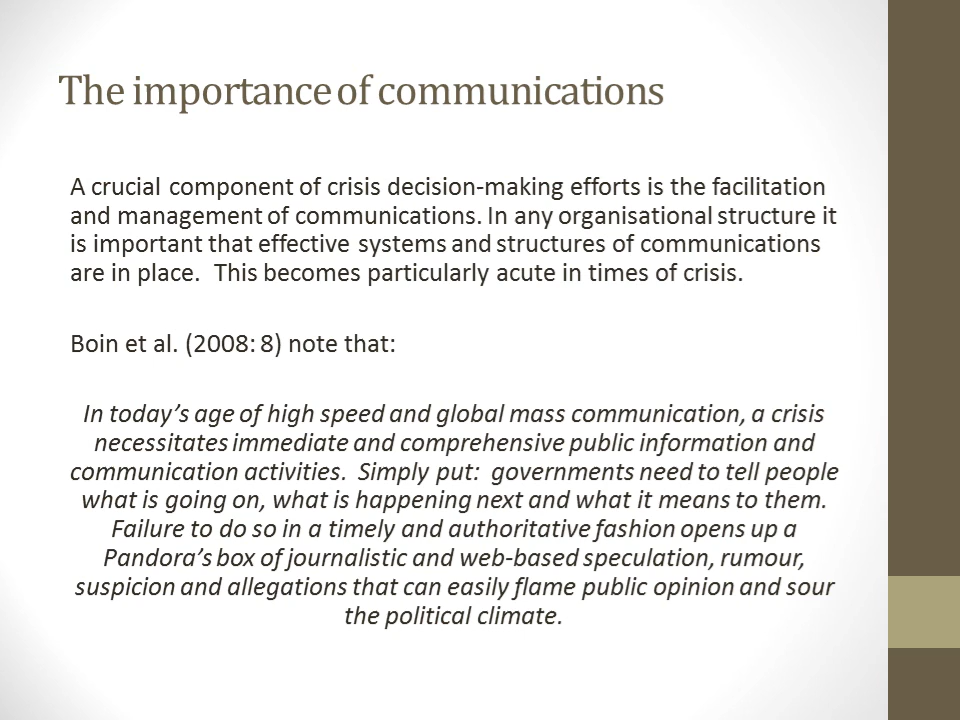 The importance of communications
A crucial component of crisis decision-making efforts is the facilitation
and management of communications. In any organisational structure it
is important that effective systems and structures of communications
are in place.  This becomes particularly acute in times of crisis.
Boin et al. (2008: 8) note that:
In today’s age of high speed and global mass communication, a crisis
necessitates immediate and comprehensive public information and
communication activities.  Simply put:  governments need to tell people
what is going on, what is happening next and what it means to them.
Failure to do so in a timely and authoritative fashion opens up a
Pandora’s box of journalistic and web-based speculation, rumour,
suspicion and allegations that can easily flame public opinion and sour
the political climate.